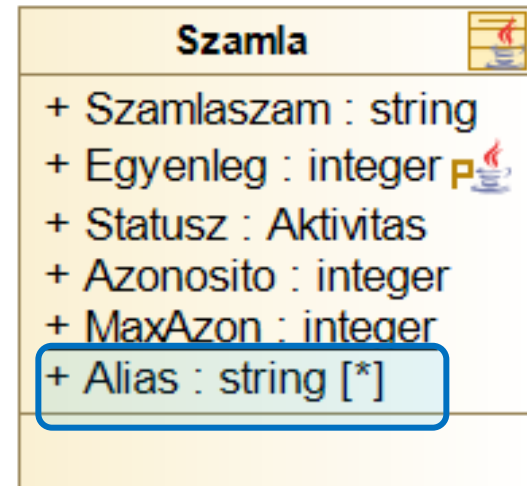 Szamla
+ Szamlaszam : string
+ Egyenleg : integer P
+ Statusz : Aktivitas
+ Azonosito : integer
+ MaxAzon : integer
+ Alias : string [*]